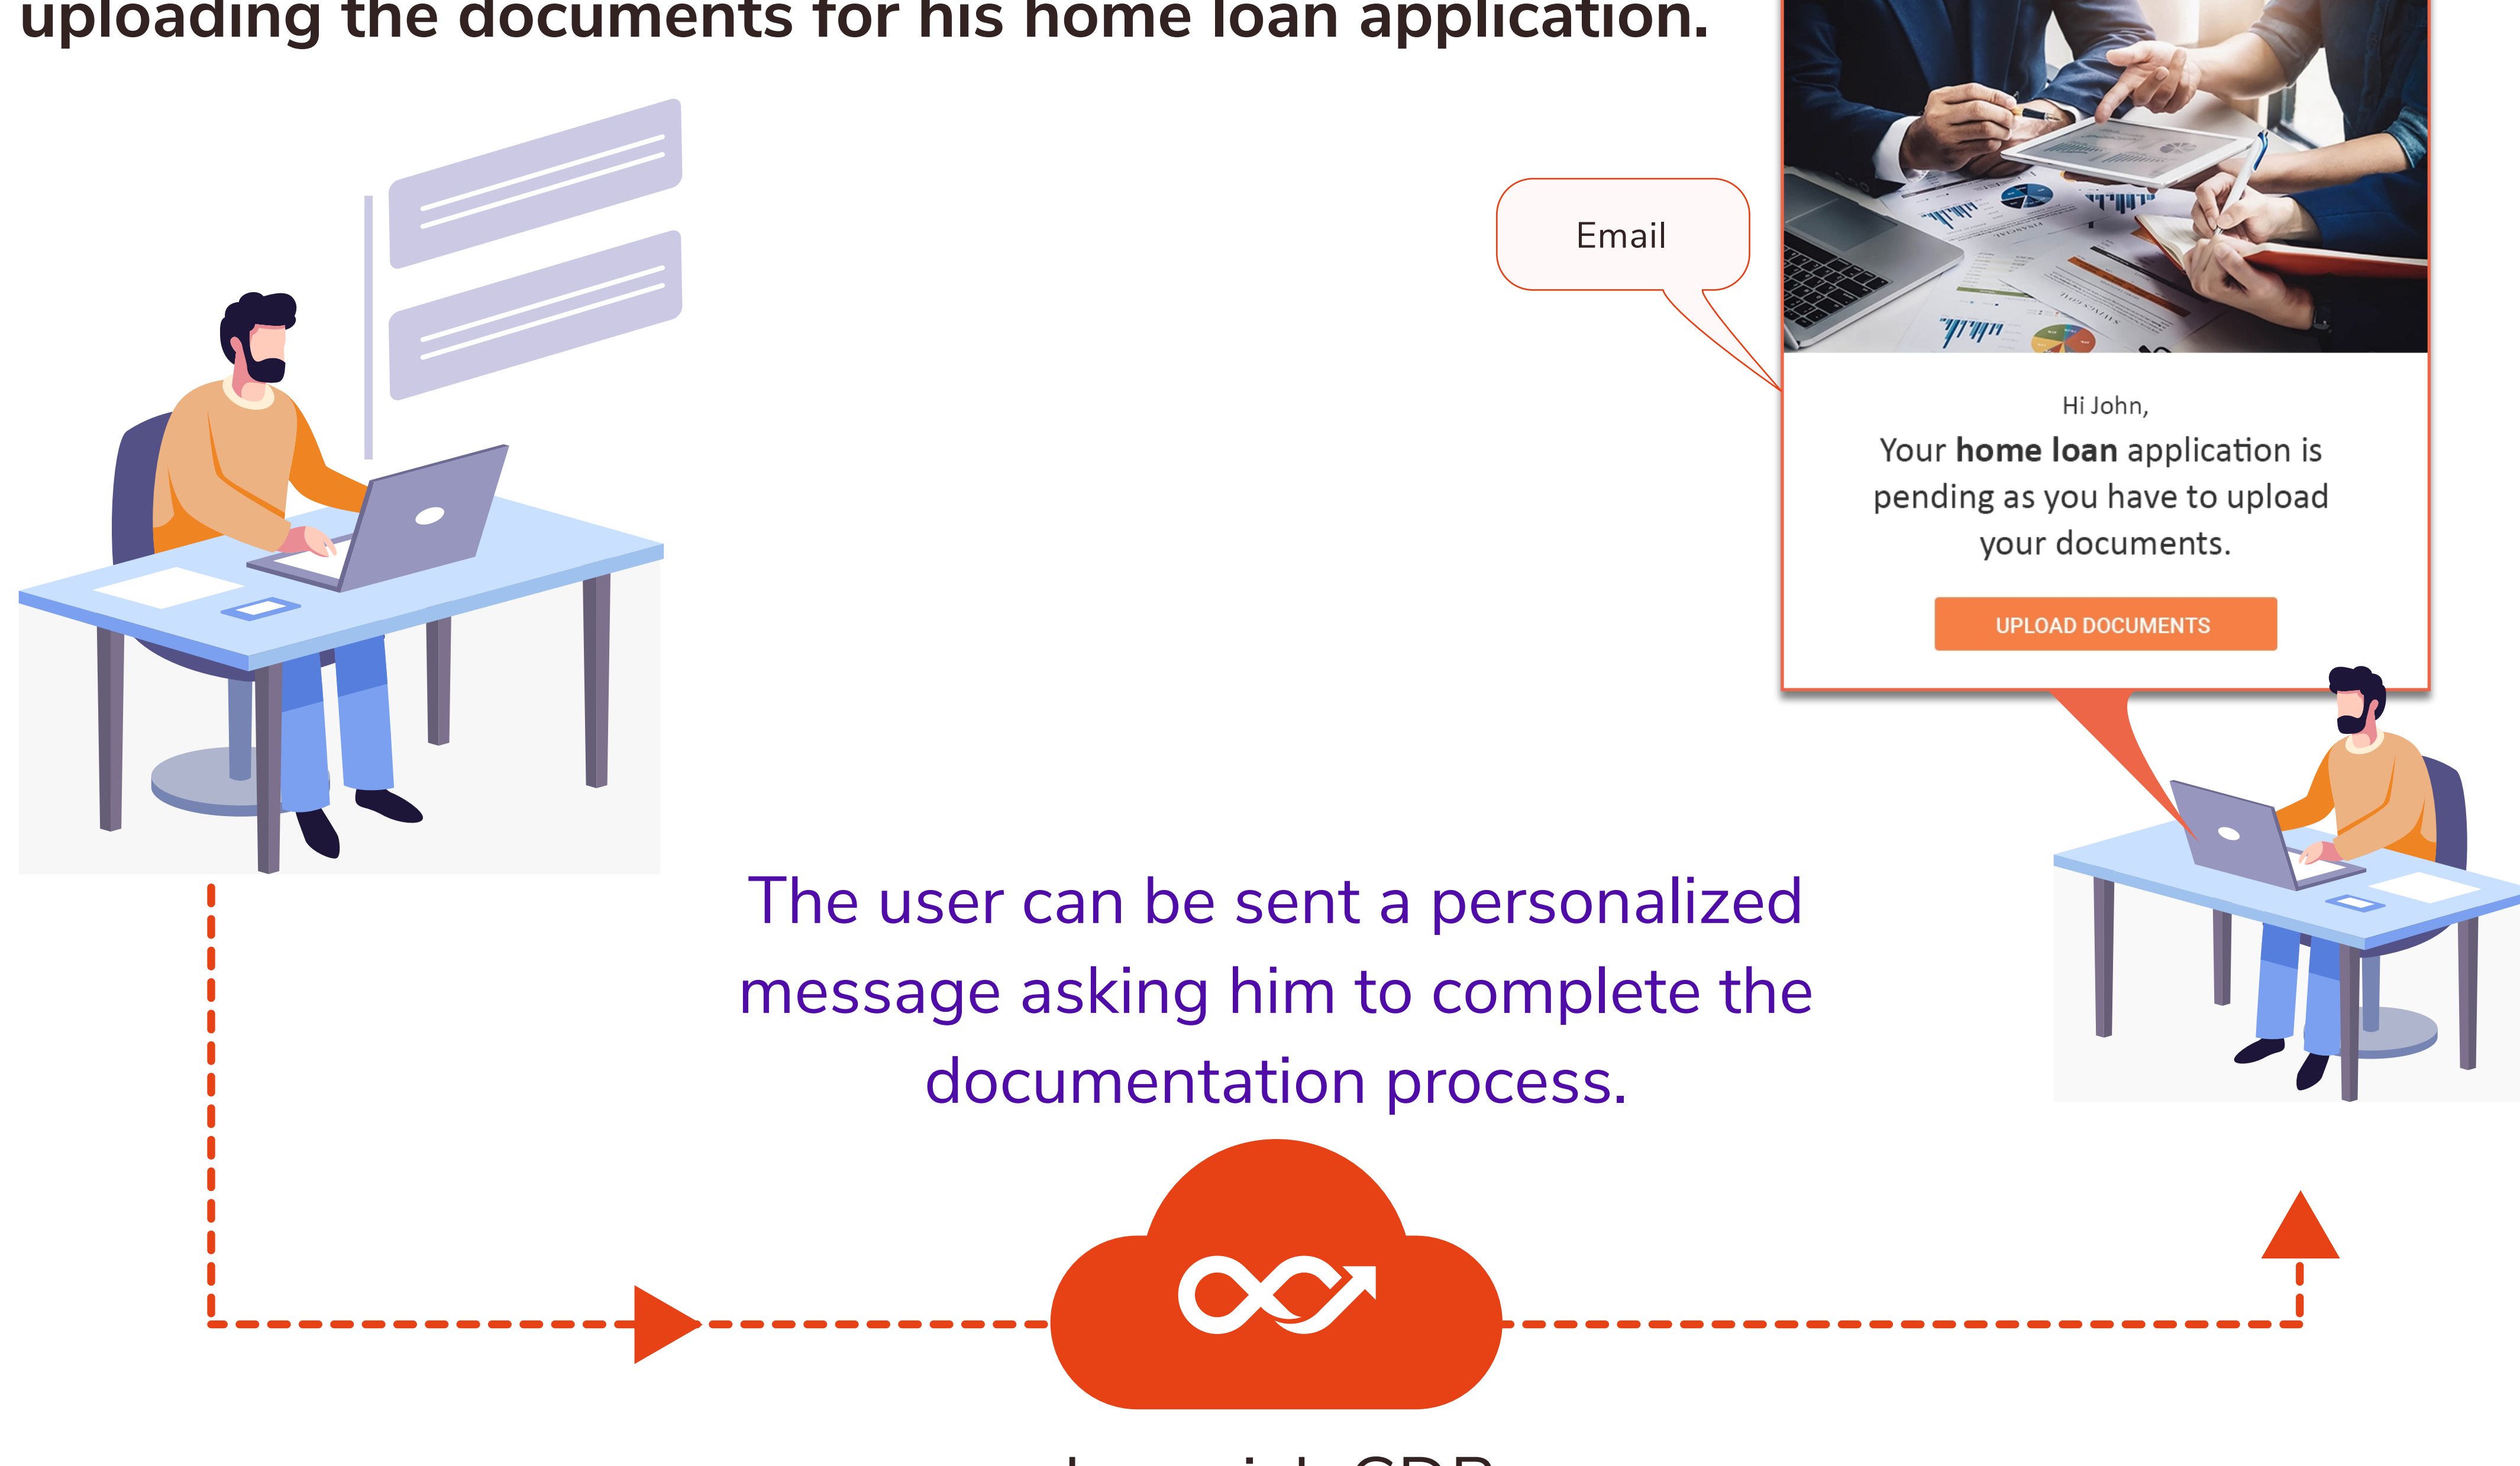 uploading the documents for his home loan application.
Email
Hi John,
Your home loan application is
pending as you have to upload
your documents.
UPLOAD DOCUMENTS
The user can be sent a personalized
message asking him to complete the
documentation process.
CDP